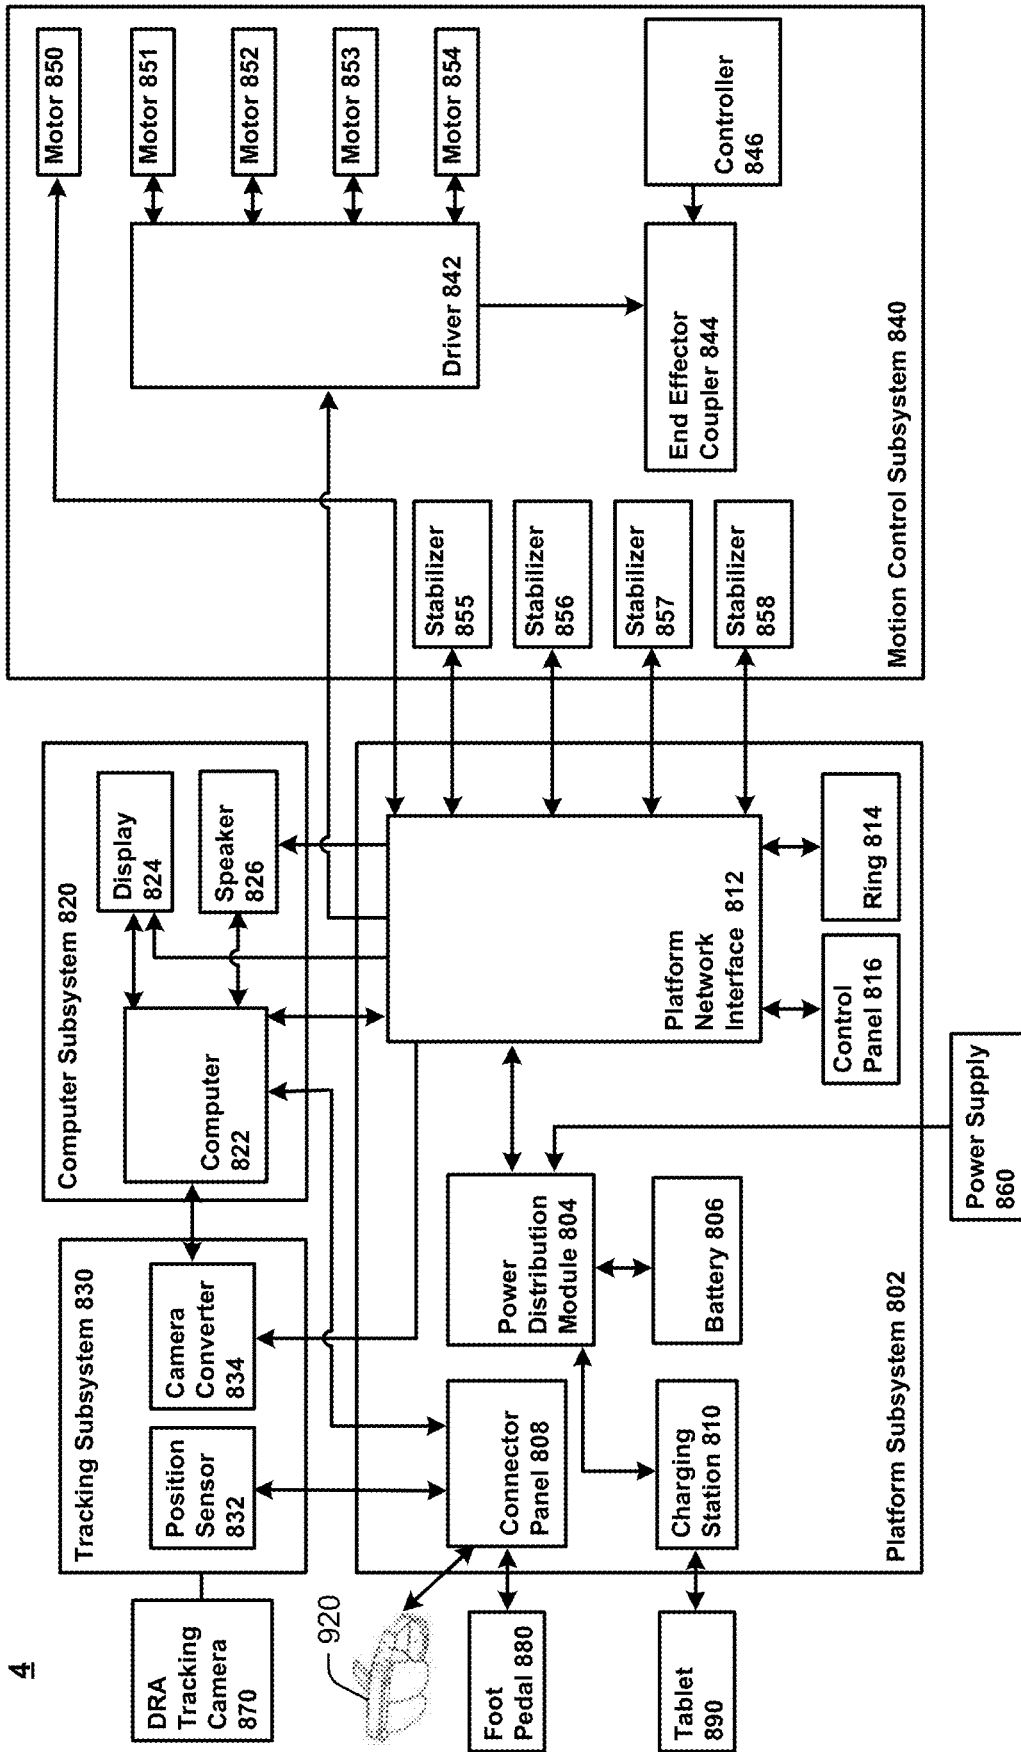 4
DRA
Tracking
Camera
870
Tracking Subsystem 830
Position
Sensor
832
Camera
Converter
834
Computer Subsystem 820
Computer
822
Display
824
Speaker
826
920
Foot
Pedal 880
Tablet
890
Connector
Panel 808
Charging
Station 810
Power
Distribution
Module 804
Battery 806
Platform
Network
Interface 812
Control
Panel 816
Ring 814
Platform Subsystem 802
Power Supply
860
Motor 850
Motor 851
Motor 852
Motor 853
Motor 854
Driver 842
Stabilizer
855
Stabilizer
856
Stabilizer
857
Stabilizer
858
End Effector
Coupler 844
Controller
846
Motion Control Subsystem 840